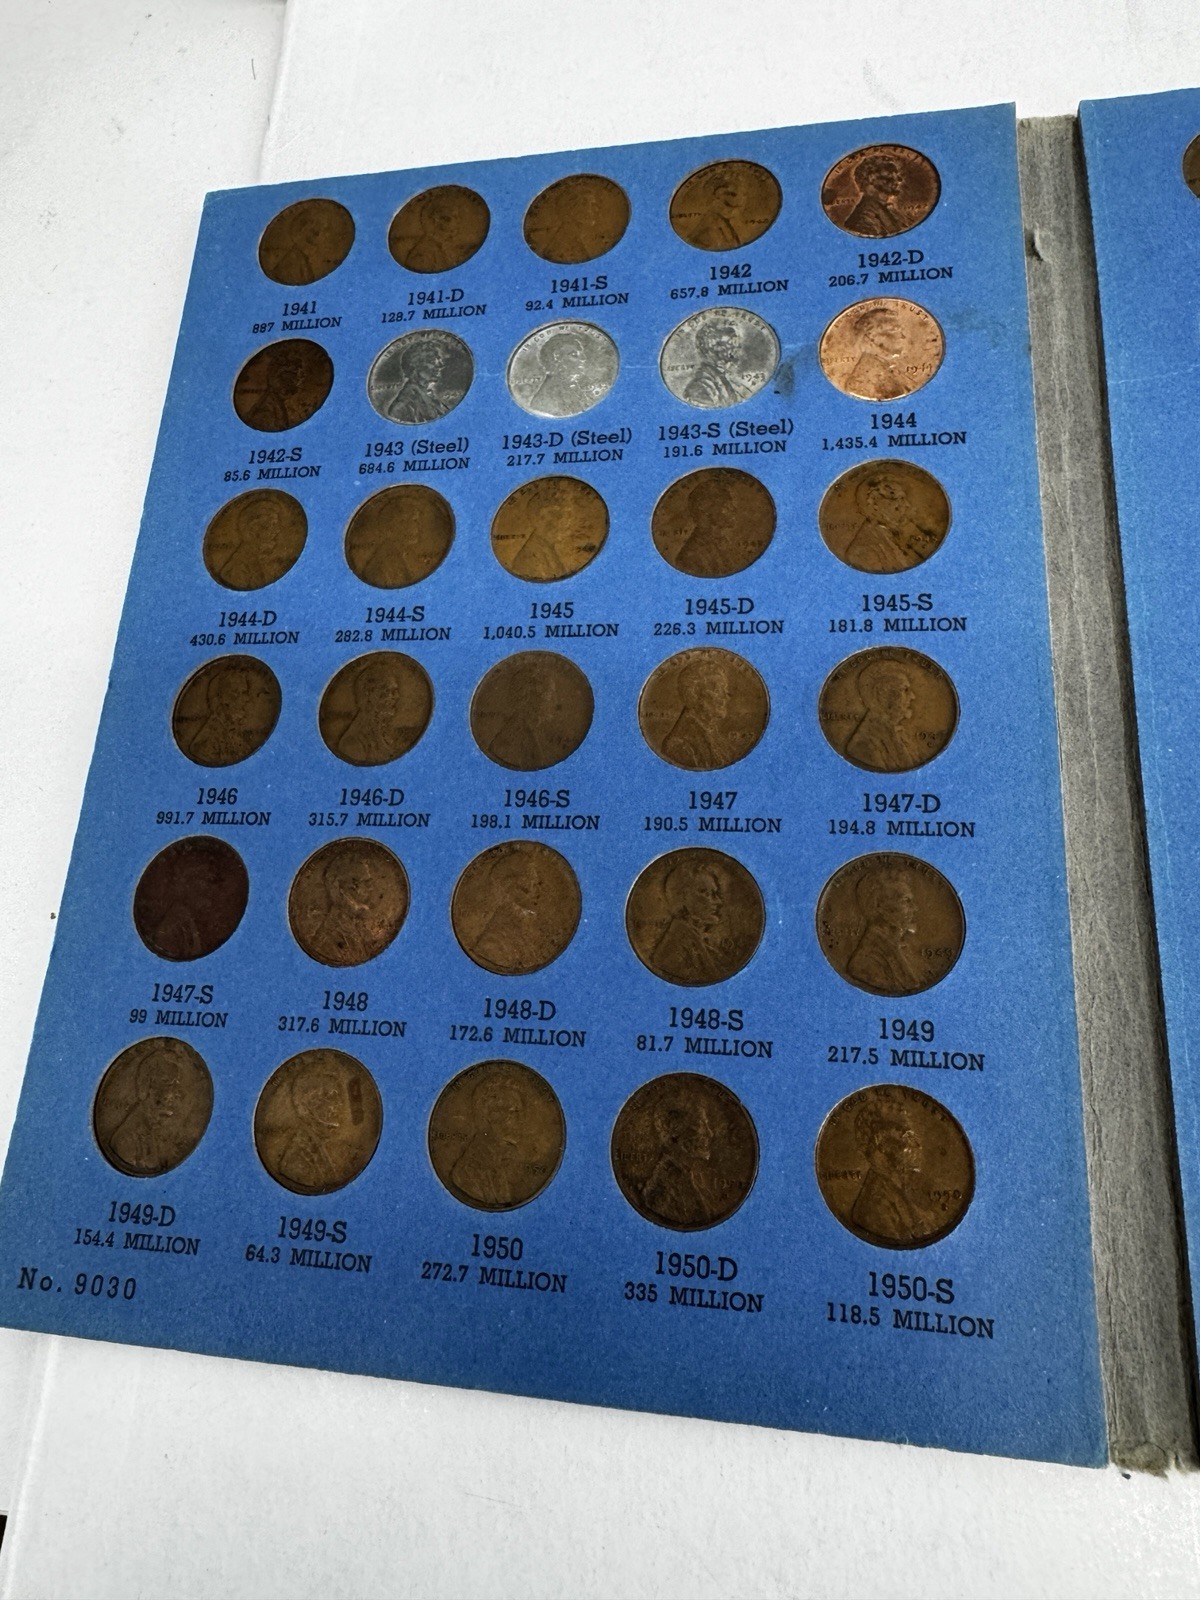 1941
887 MILLION
1941-D
128.7 MILLION
1941-S
92.4 MILLION
1942
657.8 MILLION
1942-D
206.7 MILLION
1942-S
85.6 MILLION
1943 (Steel)
684.6 MILLION
1943-D (Steel)
217.7 MILLION
1943-S (Steel)
191.6 MILLION
1944
1,435.4 MILLION
1944-D
430.6 MILLION
1944-S
282.8 MILLION
1945
1,040.5 MILLION
1945-D
226.3 MILLION
1945-S
181.8 MILLION
1946
991.7 MILLION
1946-D
315.7 MILLION
1946-S
198.1 MILLION
1947
190.5 MILLION
1947-D
194.8 MILLION
1947-S
99 MILLION
1948
317.6 MILLION
1948-D
172.6 MILLION
1948-S
81.7 MILLION
1949
217.5 MILLION
1949-D
154.4 MILLION
1949-S
64.3 MILLION
1950
272.7 MILLION
1950-D
335 MILLION
1950-S
118.5 MILLION
No. 9030